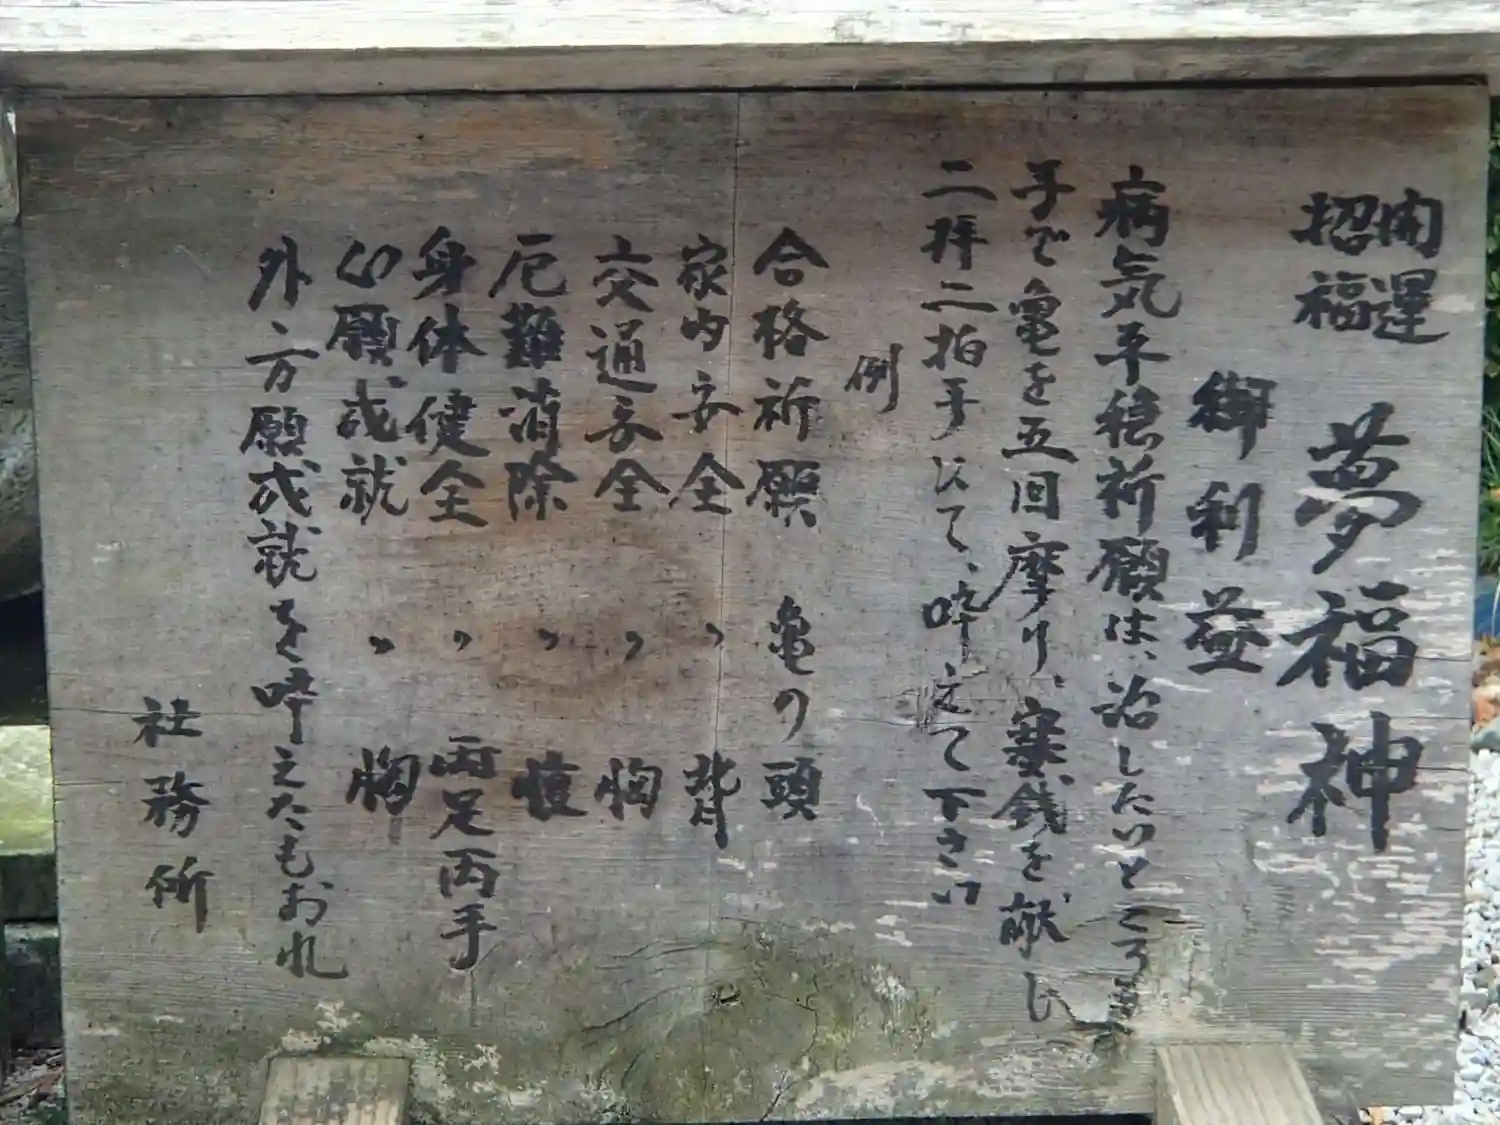 開運
招福
夢福神
御利益
病気平穏祈願は、治したいところを
手で亀を五回摩り、賽銭を献じ
二拝二拍手にて、唱えて下さい
例
合格祈願 亀の頭
家内安全 〃 背
交通安全 〃 胸
厄難消除 〃 腹
身体健全 〃 両足両手
心願成就 〃 胸
外、方願成就を唱えたもおれ
社務所